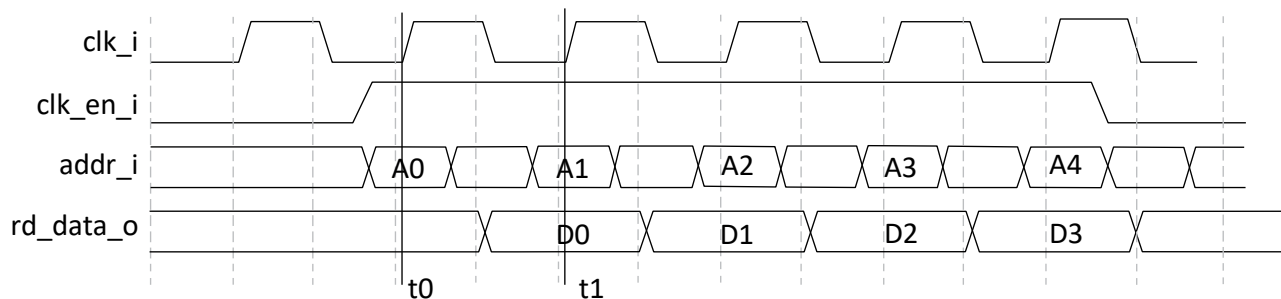 clk_i
clk_en_i
addr_i A0 A1 A2 A3 A4
rd_data_o D0 D1 D2 D3
t0 t1